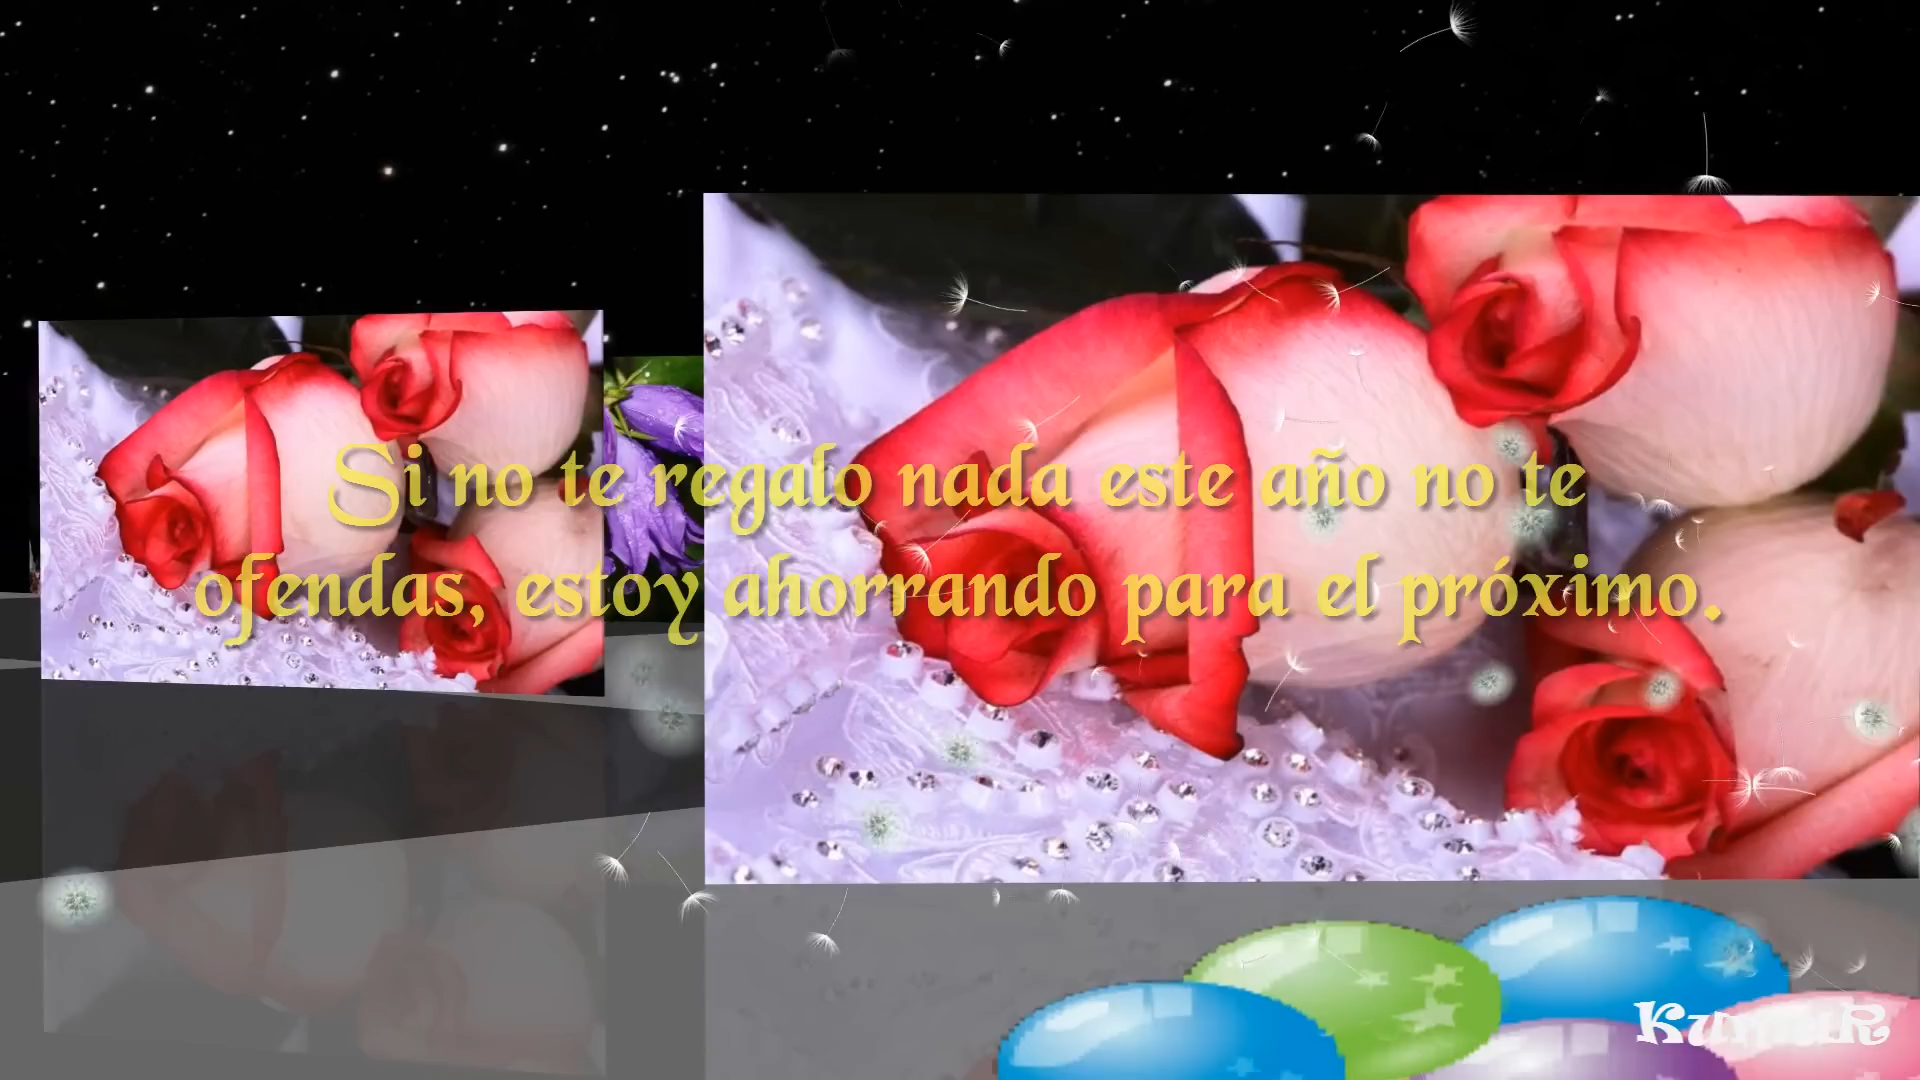 Si no te regalo nada este año no te
ofendas, estoy ahorrando para el próximo.